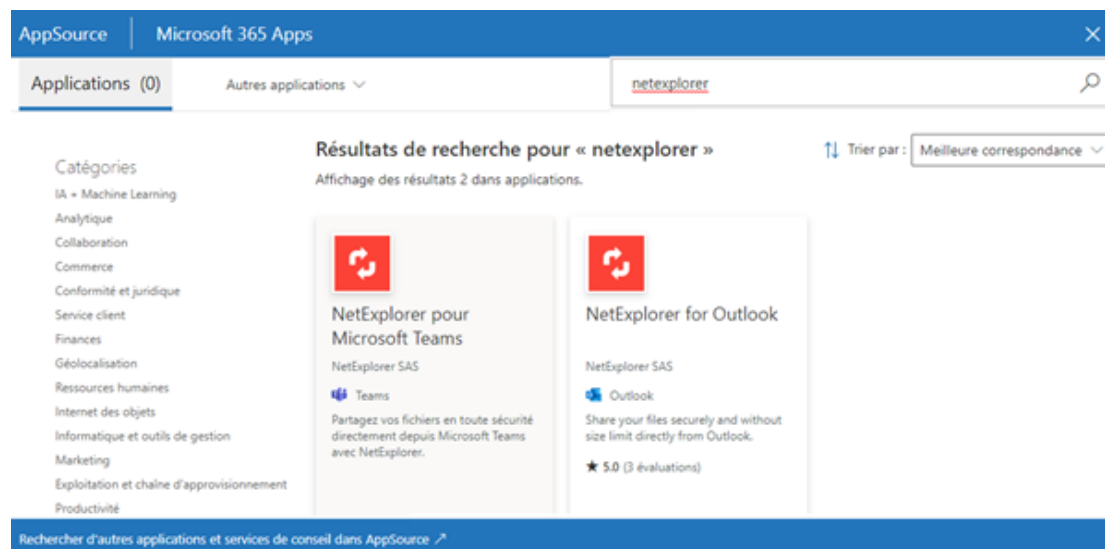 AppSource
Microsoft 365 Apps
Applications (0)
Autres applications
netexplorer
Catégories
IA + Machine Learning
Analytique
Collaboration
Commerce
Conformité et juridique
Service client
Finances
Géolocalisation
Ressources humaines
Internet des objets
Informatique et outils de gestion
Marketing
Exploitation et chaîne d'approvisionnement
Productivité
Résultats de recherche pour « netexplorer »
Trier par : Meilleure correspondance
Affichage des résultats 2 dans applications.
NetExplorer pour
Microsoft Teams
NetExplorer SAS
Teams
Partagez vos fichiers en toute sécurité
directement depuis Microsoft Teams
avec NetExplorer.
NetExplorer for Outlook
NetExplorer SAS
Outlook
Share your files securely and without
size limit directly from Outlook.
★ 5.0 (3 évaluations)
Rechercher d'autres applications et services de conseil dans AppSource ↗